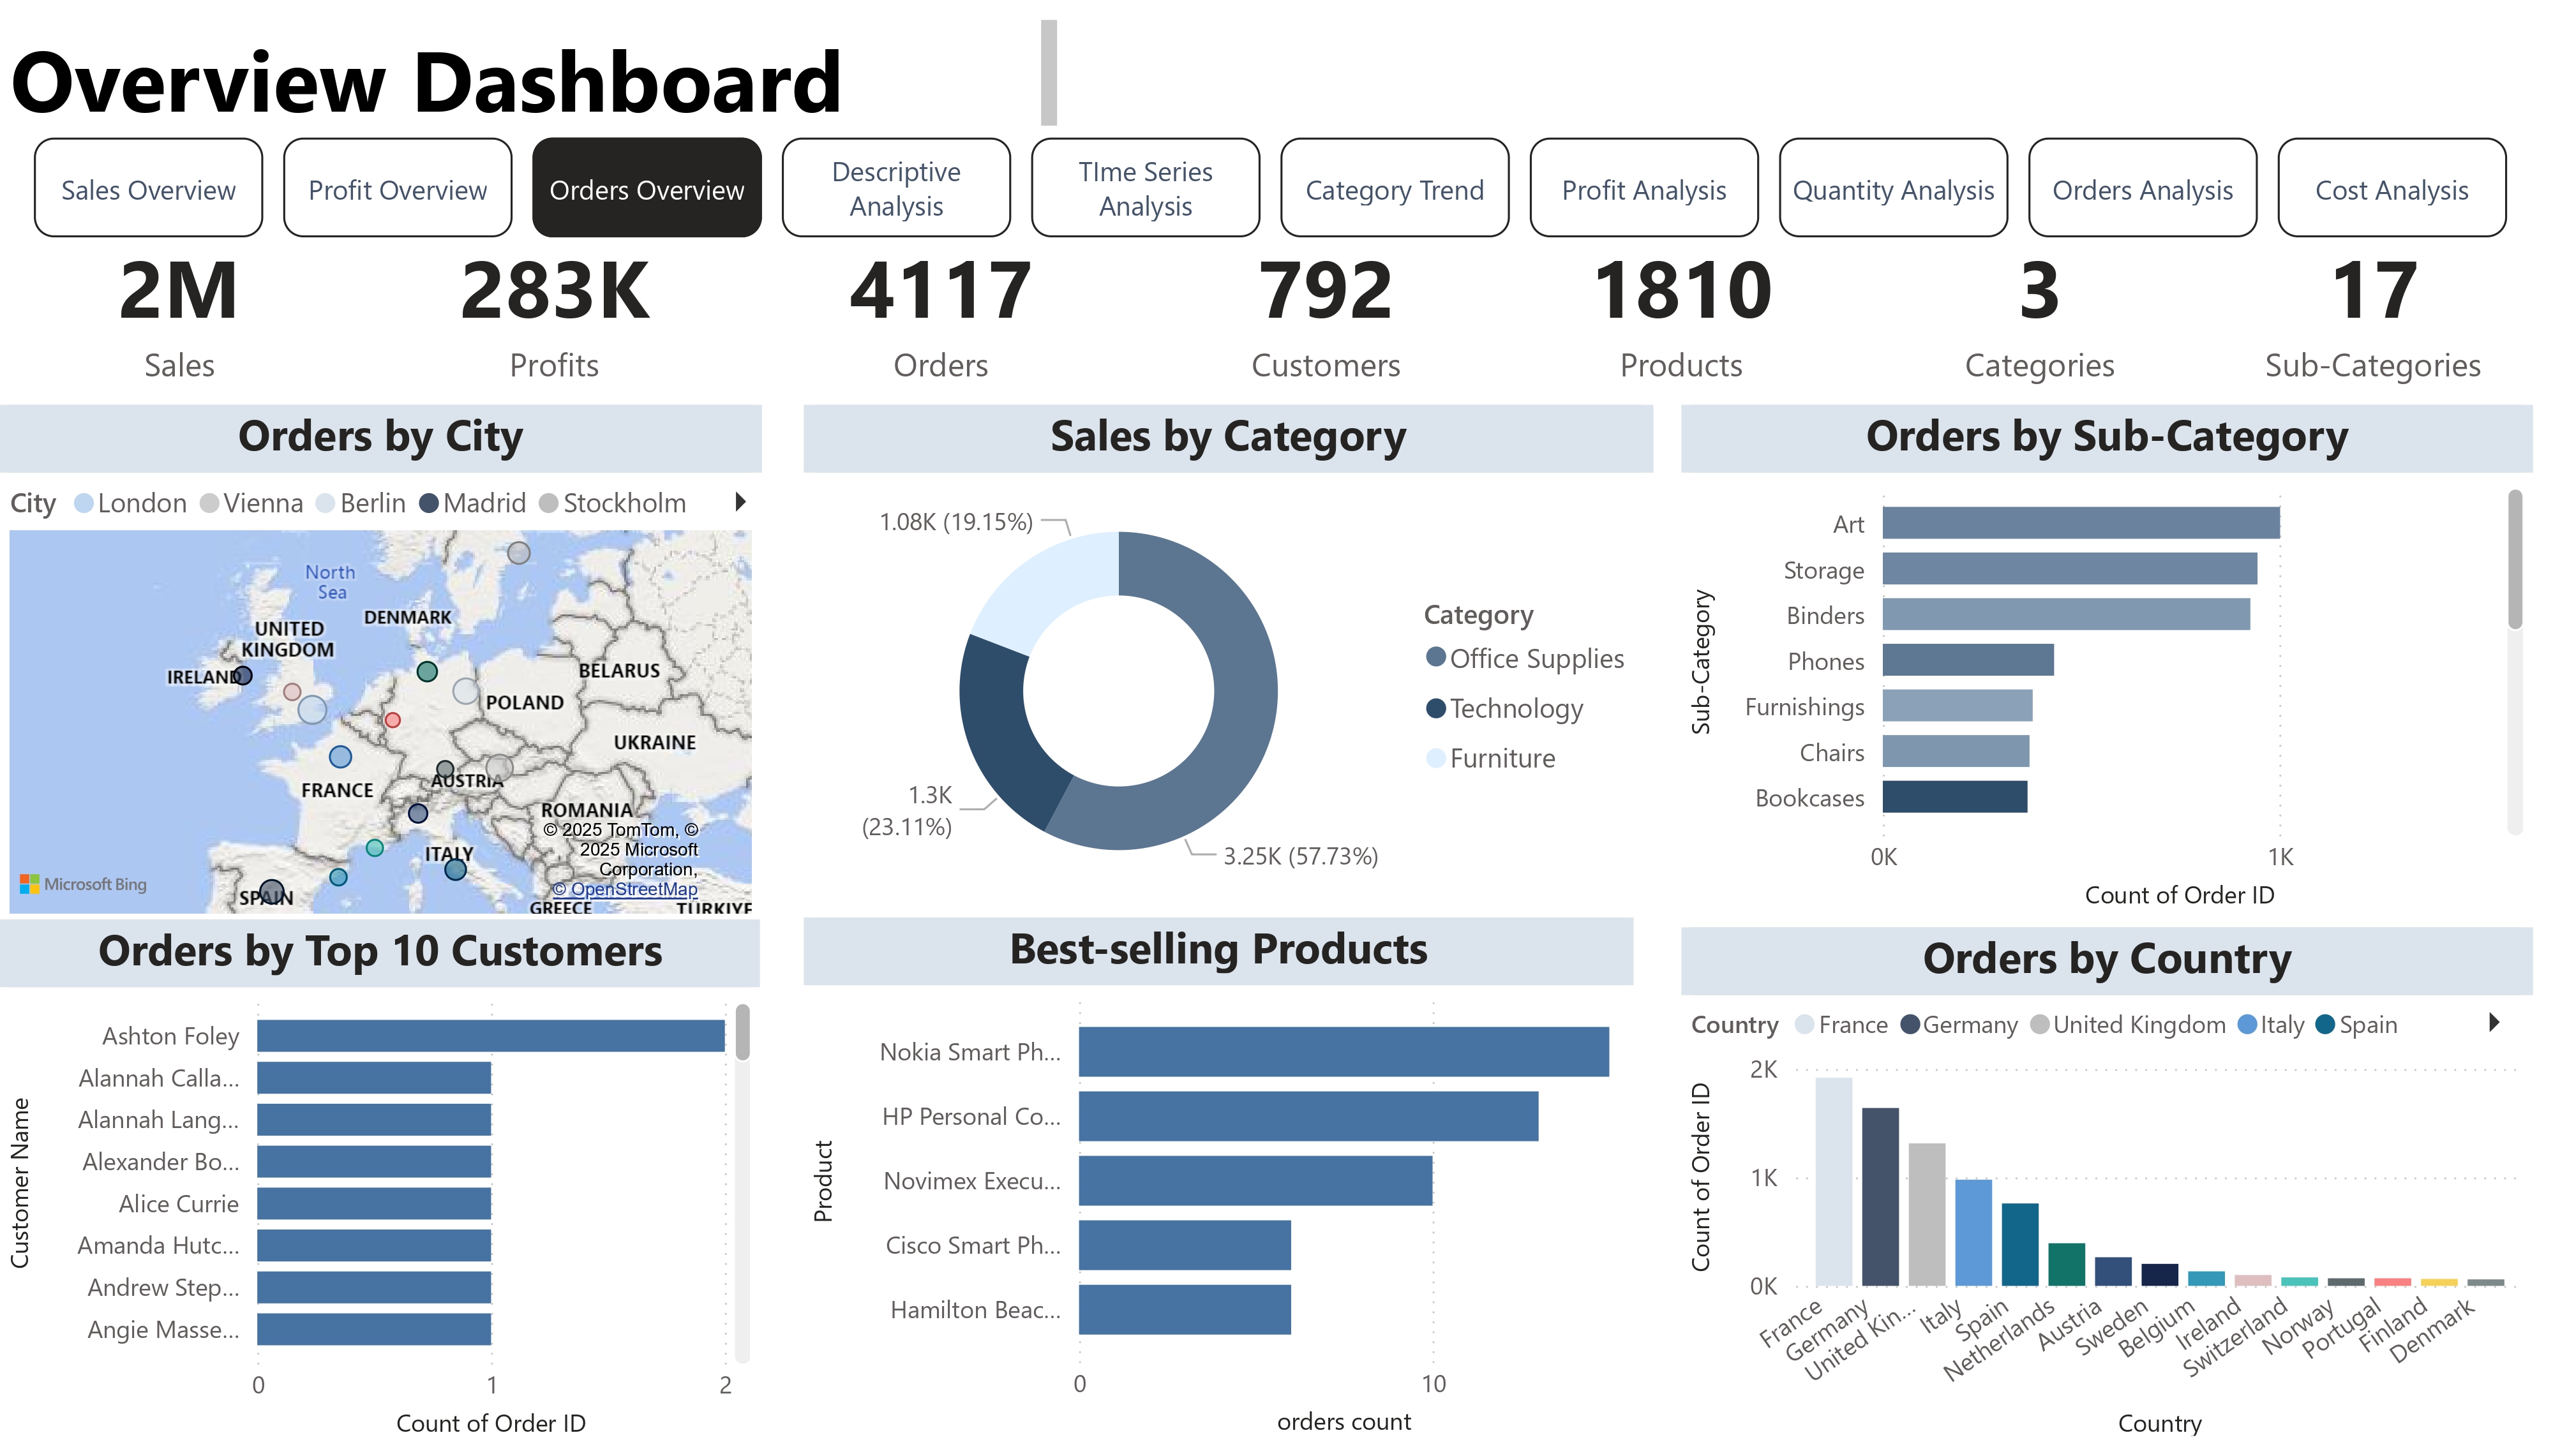 Overview Dashboard
Sales Overview
Profit Overview
Orders Overview
Descriptive
Analysis
TIme Series
Analysis
Category Trend
Profit Analysis
Quantity Analysis
Orders Analysis
Cost Analysis
2M
Sales
283K
Profits
4117
Orders
792
Customers
1810
Products
3
Categories
17
Sub-Categories
Orders by City
City London Vienna Berlin Madrid Stockholm
North
Sea
DENMARK
UNITED
KINGDOM
IRELAND
BELARUS
POLAND
UKRAINE
AUSTRIA
FRANCE
ROMANIA
ITALY
SPAIN
GREECE
TÜRKIYE
© 2025 TomTom, ©
2025 Microsoft
Corporation,
© OpenStreetMap
Microsoft Bing
Sales by Category
1.08K (19.15%)
1.3K
(23.11%)
3.25K (57.73%)
Category
Office Supplies
Technology
Furniture
Orders by Sub-Category
Sub-Category
Art
Storage
Binders
Phones
Furnishings
Chairs
Bookcases
0K 1K
Count of Order ID
Orders by Top 10 Customers
Customer Name
Ashton Foley
Alannah Calla...
Alannah Lang...
Alexander Bo...
Alice Currie
Amanda Hutc...
Andrew Step...
Angie Masse...
0 1 2
Count of Order ID
Best-selling Products
Product
Nokia Smart Ph...
HP Personal Co...
Novimex Execu...
Cisco Smart Ph...
Hamilton Beac...
0 10
orders count
Orders by Country
Country France Germany United Kingdom Italy Spain
Count of Order ID
2K
1K
0K
France
Germany
United Kin...
Italy
Spain
Netherlands
Austria
Sweden
Belgium
Ireland
Switzerland
Norway
Portugal
Finland
Denmark
Country